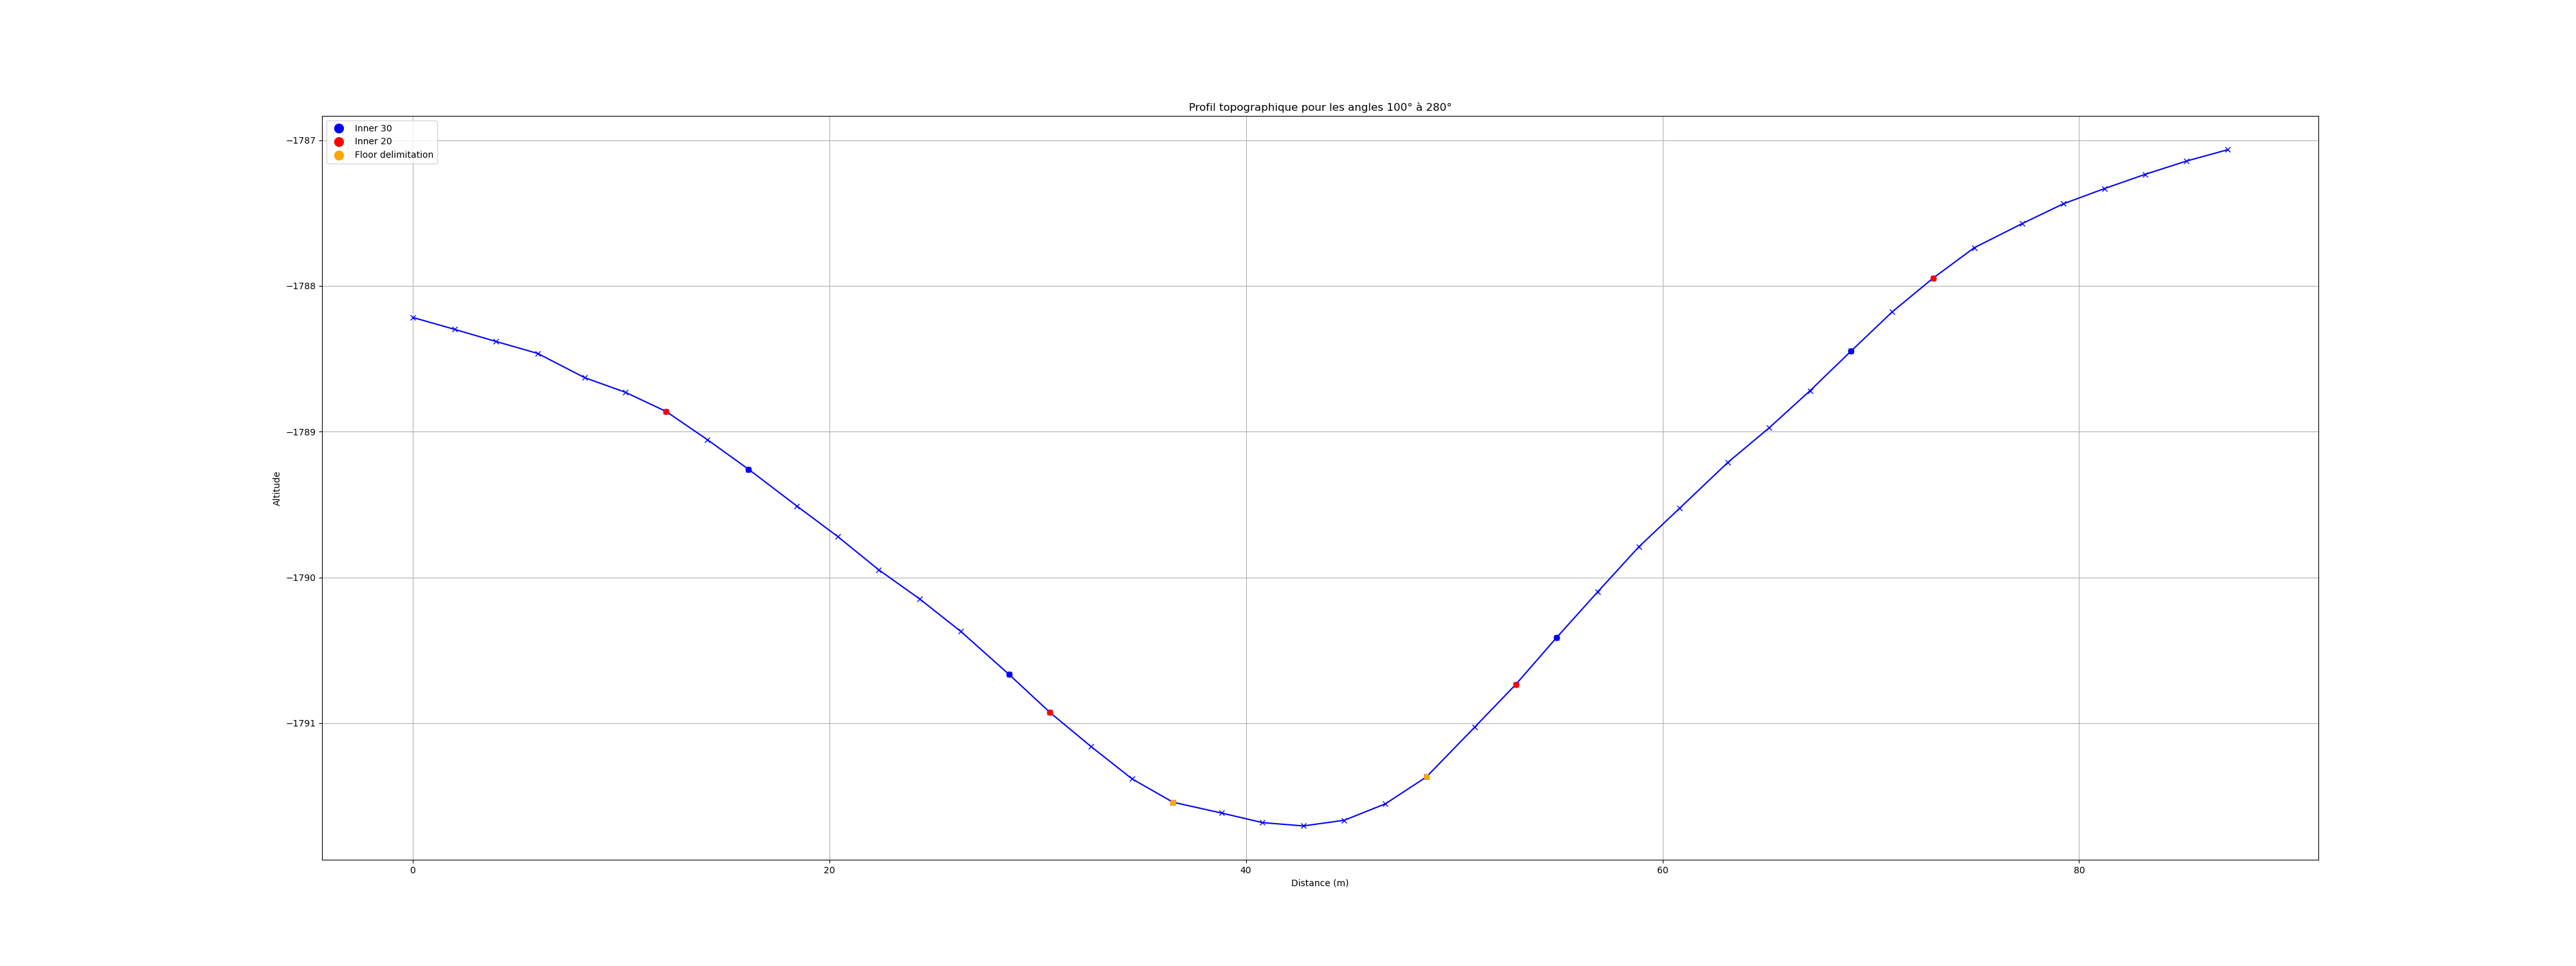 Profil topographique pour les angles 100° à 280°
Inner 30
Inner 20
Floor delimitation
−1787
−1788
−1789
−1790
−1791
Altitude
0
20
40
60
80
Distance (m)